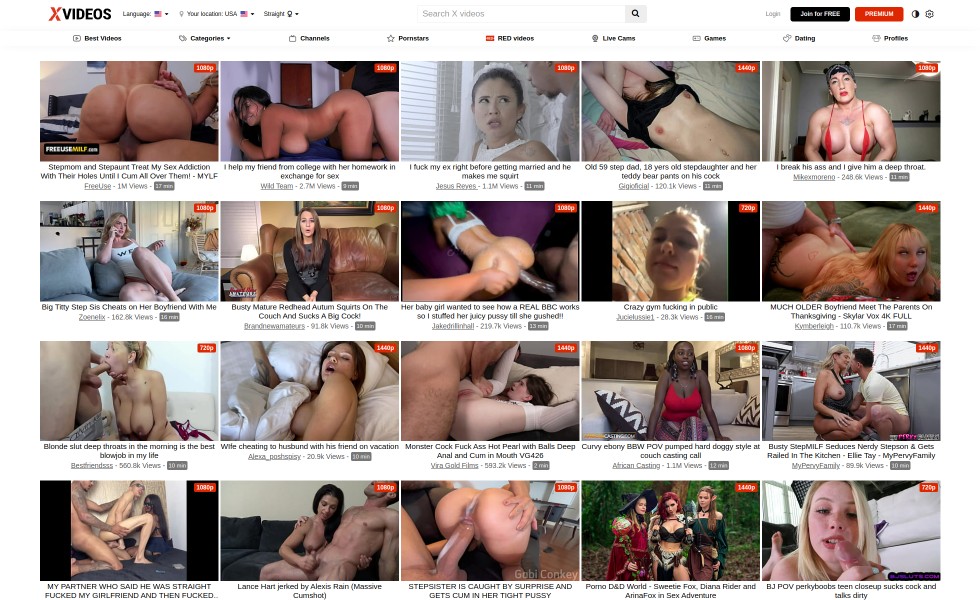 XVIDEOS
Language:
Your location: USA
Straight
Search X videos
Login
Join for FREE
PREMIUM
Best Videos
Categories
Channels
Pornstars
RED videos
Live Cams
Games
Dating
Profiles
1080p
1080p
1080p
1440p
1080p
FREEUSEMILF.com
Stepmom and Stepaunt Treat My Sex Addiction
With Their Holes Until I Cum All Over Them! - MYLF
FreeUse - 1M Views - 17 min
I help my friend from college with her homework in
exchange for sex
Wild Team - 2.7M Views - 9 min
I fuck my ex right before getting married and he
makes me squirt
Jesus Reyes - 1.1M Views - 11 min
Old 59 step dad, 18 yers old stepdaughter and her
teddy bear pants on his cock
Gigioficial - 120.1k Views - 11 min
I break his ass and I give him a deep throat.
Mikexmoreno - 248.6k Views - 11 min
1080p
1080p
1080p
720p
1440p
AMATEURS
Big Titty Step Sis Cheats on Her Boyfriend With Me
Zoenelix - 162.8k Views - 16 min
Busty Mature Redhead Autum Squirts On The
Couch And Sucks A Big Cock!
Brandnewamateurs - 91.8k Views - 10 min
Her baby girl wanted to see how a REAL BBC works
so I stuffed her juicy pussy till she gushed!!
Jakedrillinhall - 219.7k Views - 13 min
Crazy gym fucking in public
Jucielussie1 - 28.3k Views - 16 min
MUCH OLDER Boyfriend Meet The Parents On
Thanksgiving - Skylar Vox 4K FULL
Kvmberleigh - 110.7k Views - 17 min
720p
1440p
1440p
1080p
1440p
CASTING.COM
Blonde slut deep throats in the morning is the best
blowjob in my life
Bestfriendsss - 560.8k Views - 10 min
Wife cheating to husbund with his friend on vacation
Alexa_poshspisy - 20.9k Views - 10 min
Monster Cock Fuck Ass Hot Pearl with Balls Deep
Anal and Cum in Mouth VG426
Vira Gold Films - 593.2k Views - 2 min
Curvy ebony BBW POV pumped hard doggy style at
couch casting call
African Casting - 1.1M Views - 12 min
Busty StepMILF Seduces Nerdy Stepson & Gets
Railed In The Kitchen - Ellie Tay - MyPervyFamily
MyPervyFamily - 89.9k Views - 10 min
1080p
1080p
1080p
1440p
720p
Gabi Conkey
MY PARTNER WHO SAID HE WAS STRAIGHT
FUCKED MY GIRLFRIEND AND THEN FUCKED..
Lance Hart jerked by Alexis Rain (Massive
Cumshot)
STEPSISTER IS CAUGHT BY SURPRISE AND
GETS CUM IN HER TIGHT PUSSY
Porno D&D World - Sweetie Fox, Diana Rider and
ArinaFox in Sex Adventure
BJ POV perkyboobs teen closeup sucks cock and
talks dirty